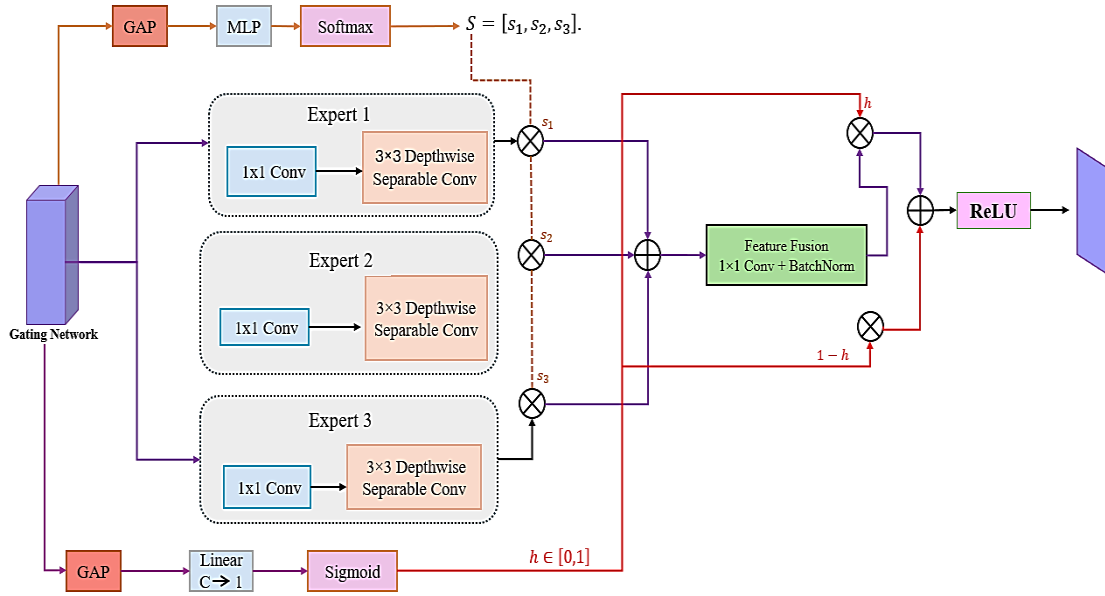 GAP
MLP
Softmax
S = [s₁, s₂, s₃].
Expert 1
1x1 Conv
3×3 Depthwise
Separable Conv
s₁
h
Expert 2
1x1 Conv
3×3 Depthwise
Separable Conv
s₂
Feature Fusion
1×1 Conv + BatchNorm
ReLU
Gating Network
1 − h
s₃
Expert 3
1x1 Conv
3×3 Depthwise
Separable Conv
GAP
Linear
C→ 1
Sigmoid
h ∈ [0,1]